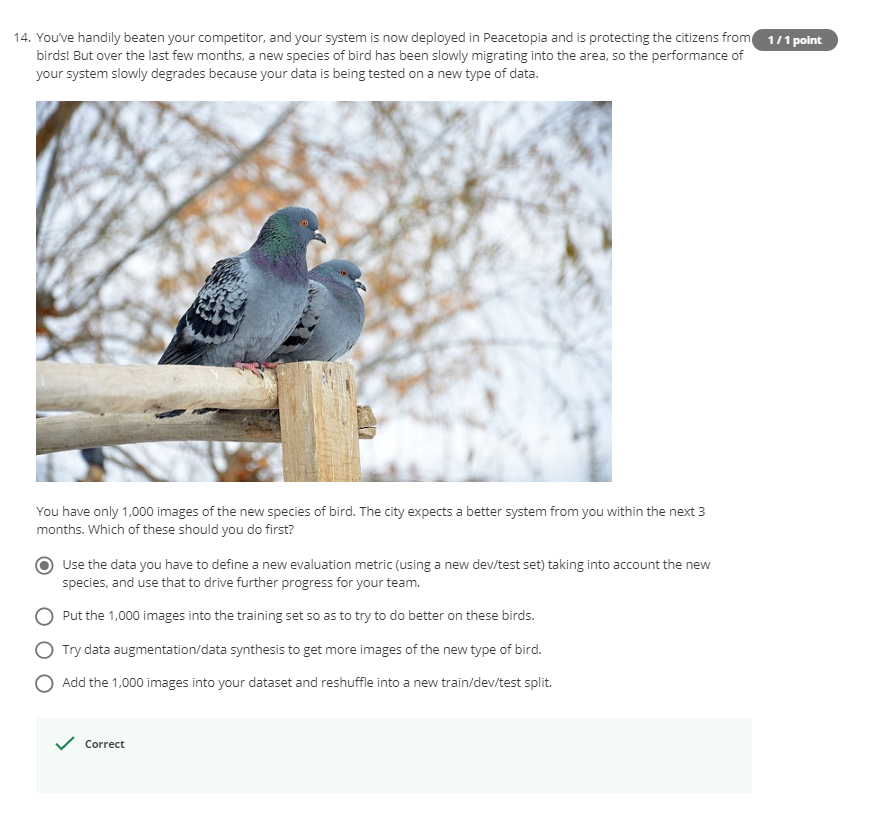 14. You've handily beaten your competitor, and your system is now deployed in Peacetopia and is protecting the citizens from
1 / 1 point
birds! But over the last few months, a new species of bird has been slowly migrating into the area, so the performance of
your system slowly degrades because your data is being tested on a new type of data.
You have only 1,000 images of the new species of bird. The city expects a better system from you within the next 3
months. Which of these should you do first?
Use the data you have to define a new evaluation metric (using a new dev/test set) taking into account the new
species, and use that to drive further progress for your team.
Put the 1,000 images into the training set so as to try to do better on these birds.
Try data augmentation/data synthesis to get more images of the new type of bird.
Add the 1,000 images into your dataset and reshuffle into a new train/dev/test split.
Correct